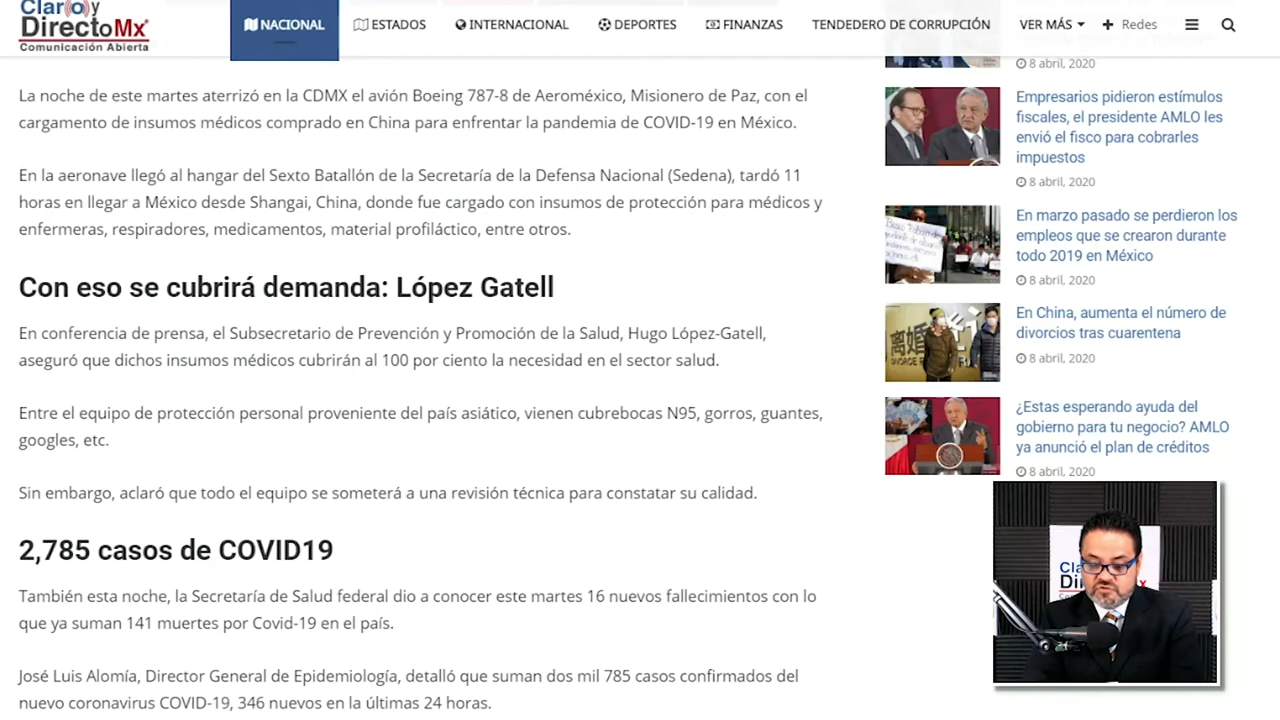 Claro y
DirectoMx
Comunicación Abierta
NACIONAL
ESTADOS
INTERNACIONAL
DEPORTES
FINANZAS
TENDEDERO DE CORRUPCIÓN
VER MÁS
Redes
La noche de este martes aterrizó en la CDMX el avión Boeing 787-8 de Aeroméxico, Misionero de Paz, con el
cargamento de insumos médicos comprado en China para enfrentar la pandemia de COVID-19 en México.
En la aeronave llegó al hangar del Sexto Batallón de la Secretaría de la Defensa Nacional (Sedena), tardó 11
horas en llegar a México desde Shangai, China, donde fue cargado con insumos de protección para médicos y
enfermeras, respiradores, medicamentos, material profiláctico, entre otros.
Con eso se cubrirá demanda: López Gatell
En conferencia de prensa, el Subsecretario de Prevención y Promoción de la Salud, Hugo López-Gatell,
aseguró que dichos insumos médicos cubrirán al 100 por ciento la necesidad en el sector salud.
Entre el equipo de protección personal proveniente del país asiático, vienen cubrebocas N95, gorros, guantes,
googles, etc.
Sin embargo, aclaró que todo el equipo se someterá a una revisión técnica para constatar su calidad.
2,785 casos de COVID19
También esta noche, la Secretaría de Salud federal dio a conocer este martes 16 nuevos fallecimientos con lo
que ya suman 141 muertes por Covid-19 en el país.
José Luis Alomía, Director General de Epidemiología, detalló que suman dos mil 785 casos confirmados del
nuevo coronavirus COVID-19, 346 nuevos en la últimas 24 horas.
8 abril, 2020
Empresarios pidieron estímulos
fiscales, el presidente AMLO les
envió el fisco para cobrarles
impuestos
8 abril, 2020
En marzo pasado se perdieron los
empleos que se crearon durante
todo 2019 en México
8 abril, 2020
En China, aumenta el número de
divorcios tras cuarentena
8 abril, 2020
¿Estas esperando ayuda del
gobierno para tu negocio? AMLO
ya anunció el plan de créditos
8 abril, 2020